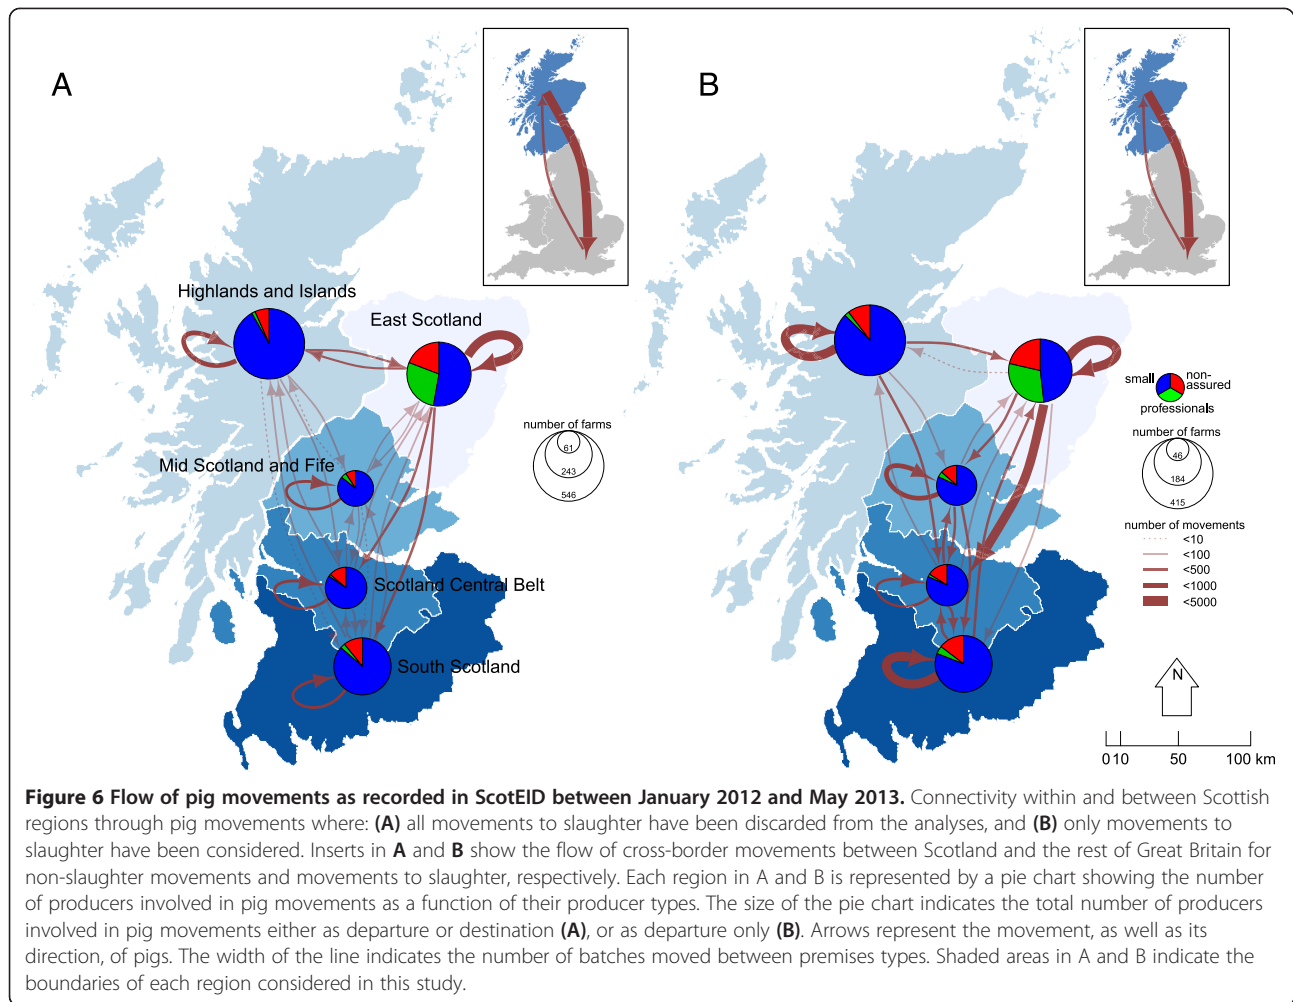 A
B
Highlands and Islands
East Scotland
Mid Scotland and Fife
Scotland Central Belt
South Scotland
number of farms
61
243
546
small
non-
assured
professionals
number of farms
46
184
415
number of movements
<10
<100
<500
<1000
<5000
N
0 10 50 100 km
Figure 6 Flow of pig movements as recorded in ScotEID between January 2012 and May 2013. Connectivity within and between Scottish
regions through pig movements where: (A) all movements to slaughter have been discarded from the analyses, and (B) only movements to
slaughter have been considered. Inserts in A and B show the flow of cross-border movements between Scotland and the rest of Great Britain for
non-slaughter movements and movements to slaughter, respectively. Each region in A and B is represented by a pie chart showing the number
of producers involved in pig movements as a function of their producer types. The size of the pie chart indicates the total number of producers
involved in pig movements either as departure or destination (A), or as departure only (B). Arrows represent the movement, as well as its
direction, of pigs. The width of the line indicates the number of batches moved between premises types. Shaded areas in A and B indicate the
boundaries of each region considered in this study.